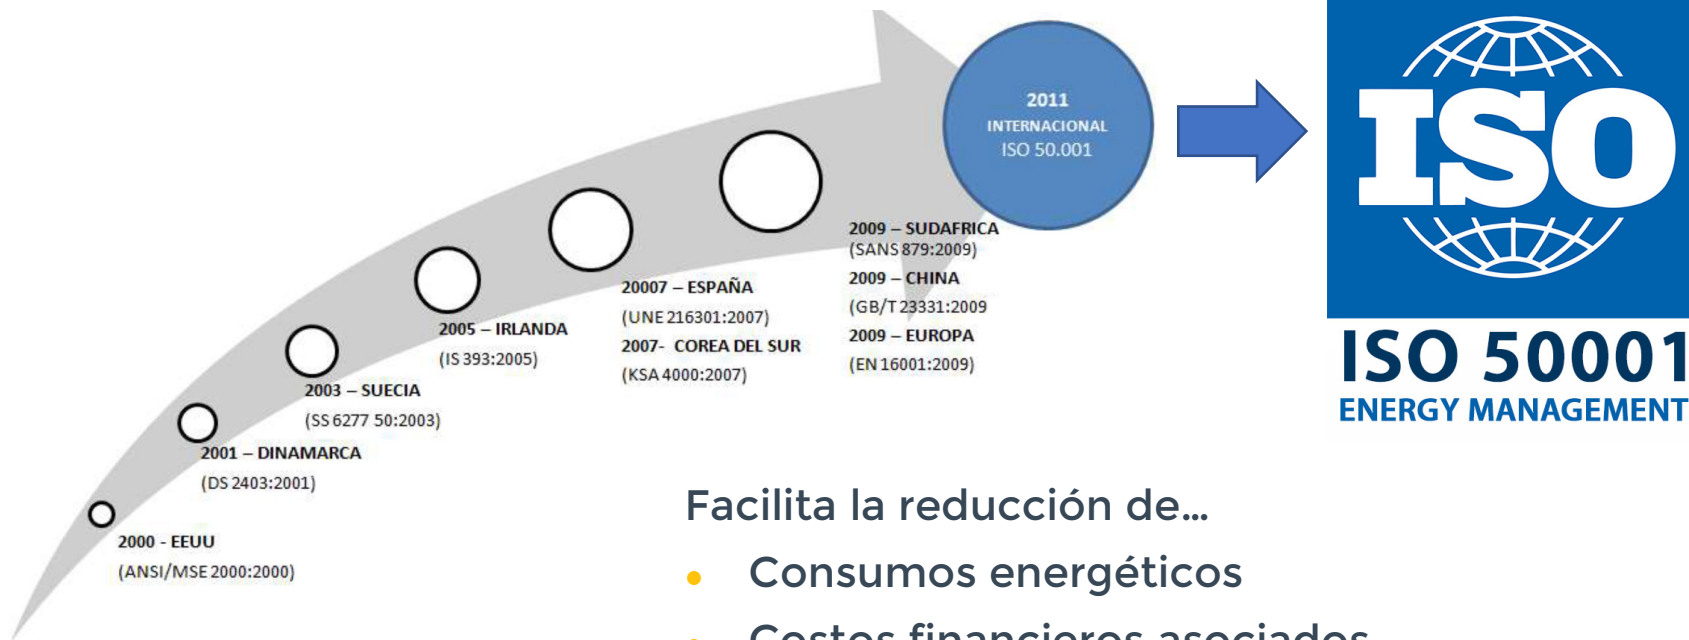 2000 - EEUU
(ANSI/MSE 2000:2000)
2001 – DINAMARCA
(DS 2403:2001)
2003 – SUECIA
(SS 6277 50:2003)
2005 – IRLANDA
(IS 393:2005)
20007 – ESPAÑA
(UNE 216301:2007)
2007- COREA DEL SUR
(KSA 4000:2007)
2009 – SUDAFRICA
(SANS 879:2009)
2009 – CHINA
(GB/T 23331:2009
2009 – EUROPA
(EN 16001:2009)
2011
INTERNACIONAL
ISO 50.001
ISO
ISO 50001
ENERGY MANAGEMENT
Facilita la reducción de...
• Consumos energéticos
• Costos financieros asociados